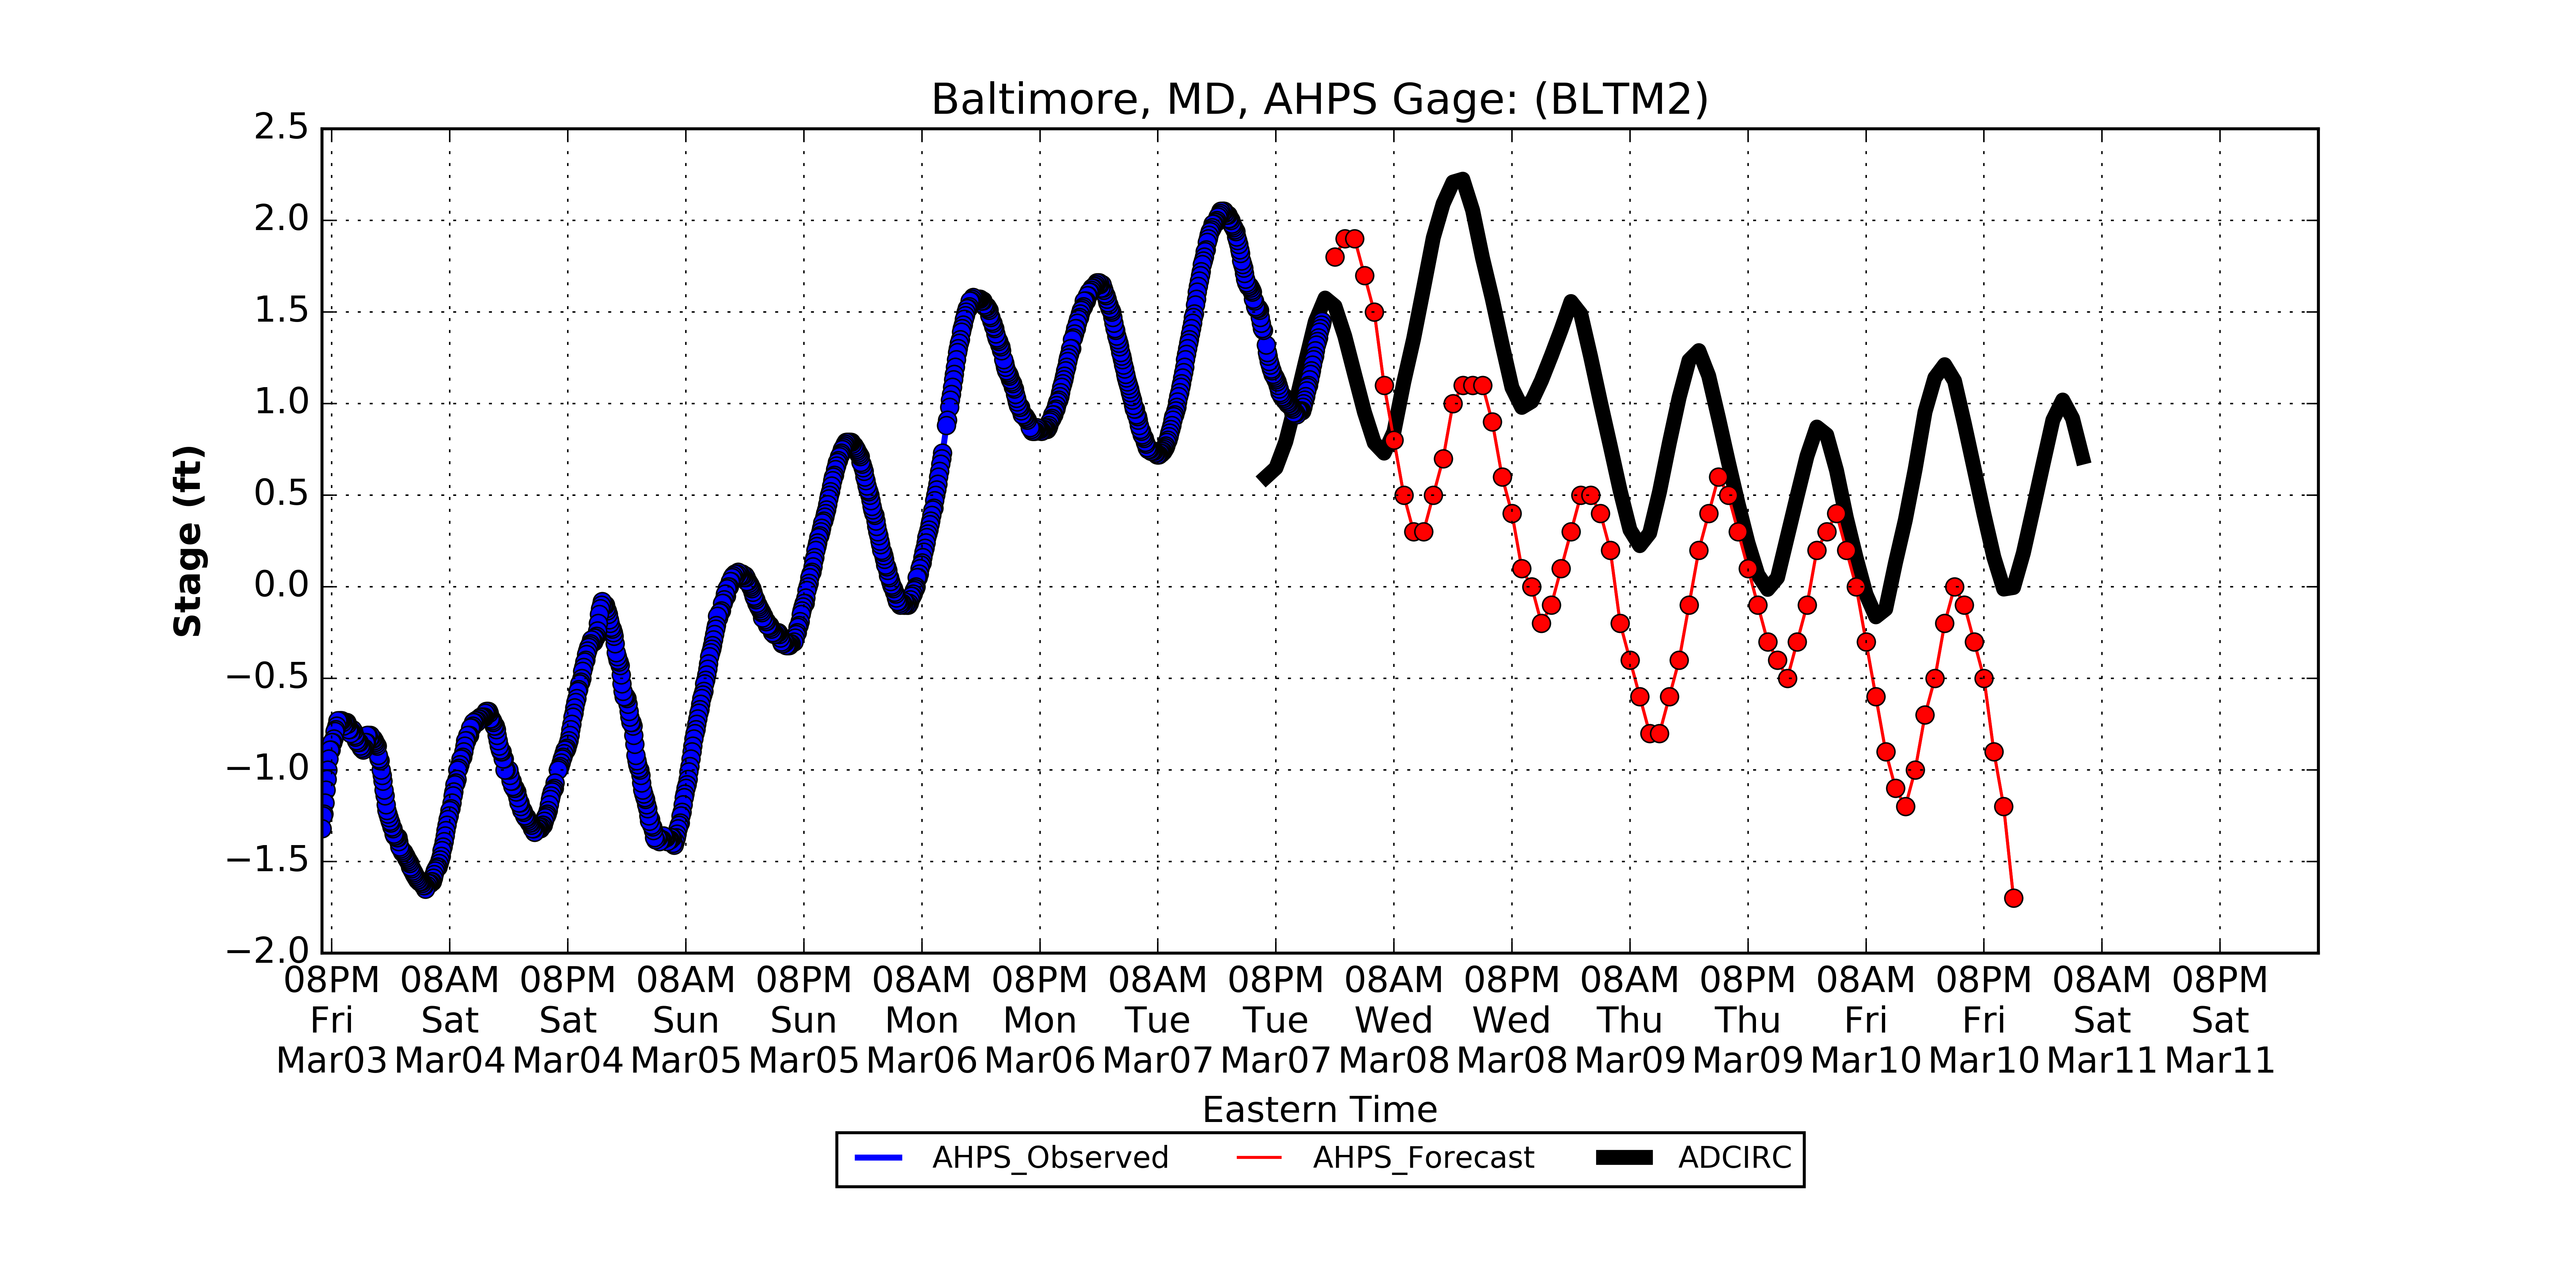 Baltimore, MD, AHPS Gage: (BLTM2)
2.5
2.0
1.5
1.0
0.5
0.0
−0.5
−1.0
−1.5
−2.0
Stage (ft)
08PM 08AM 08PM 08AM 08PM 08AM 08PM 08AM 08PM 08AM 08PM 08AM 08PM 08AM 08PM 08AM 08PM
Fri Sat Sat Sun Sun Mon Mon Tue Tue Wed Wed Thu Thu Fri Fri Sat Sat
Mar03 Mar04 Mar04 Mar05 Mar05 Mar06 Mar06 Mar07 Mar07 Mar08 Mar08 Mar09 Mar09 Mar10 Mar10 Mar11 Mar11
Eastern Time
AHPS_Observed AHPS_Forecast ADCIRC